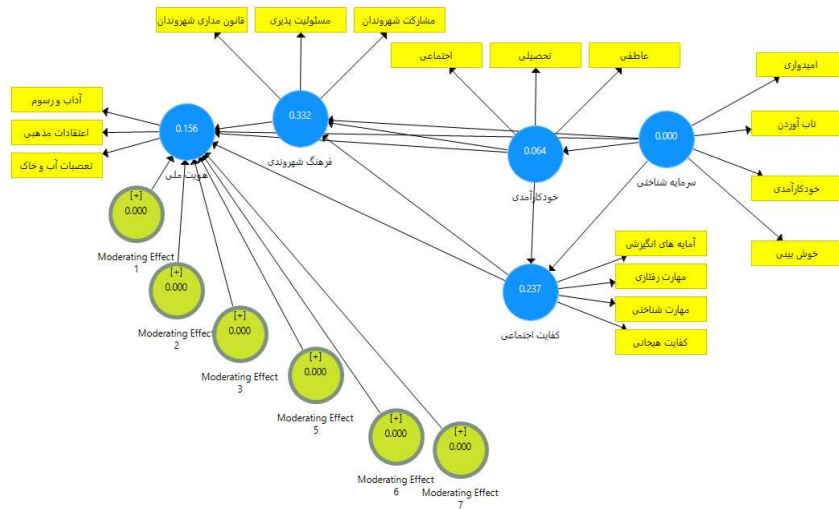 قانون مداری شهروندان
مسئولیت پذیری
مشارکت شهروندان
اجتماعی
تحصیلی
عاطفی
امیدواری
تاب آوردن
خودکارآمدی
خوش بینی
آداب و رسوم
اعتقادات مذهبی
تعصبات آب و خاک
0.156
هویت ملی
0.332
فرهنگ شهروندی
0.064
خودکارآمدی
0.000
سرمایه شناختی
0.237
کفایت اجتماعی
آمایه های انگیزشی
مهارت رفتاری
مهارت شناختی
کفایت هیجانی
[+]
0.000
Moderating Effect
1
[+]
0.000
Moderating Effect
2
[+]
0.000
Moderating Effect
3
[+]
0.000
Moderating Effect
5
[+]
0.000
Moderating Effect
6
[+]
0.000
Moderating Effect
7